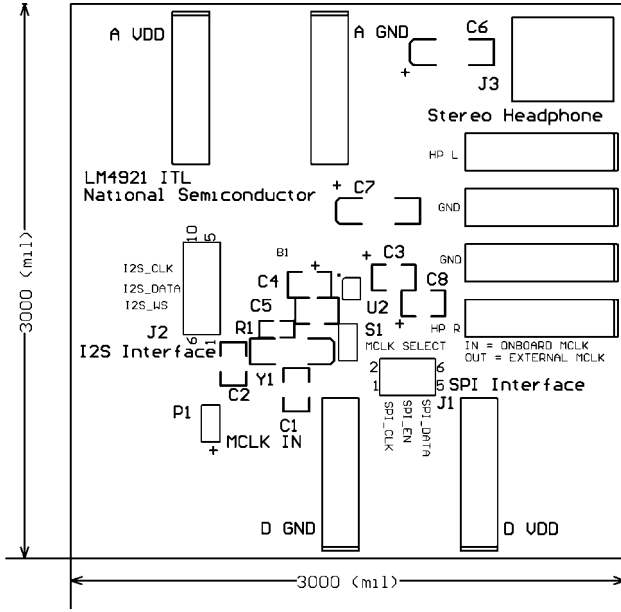 A VDD
A GND
C6
+
J3
Stereo Headphone
HP L
LM4921 ITL
National Semiconductor
+
C7
GND
10
5
B1
+
+
C3
GND
I2S_CLK
I2S_DATA
I2S_WS
C4
C8
C5
U2
J2
R1
S1
+
HP R
6
1
I2S Interface
MCLK SELECT
IN = ONBOARD MCLK
OUT = EXTERNAL MCLK
2
6
1
5
SPI Interface
C2
Y1
J1
P1
C1
SPI_CLK
SPI_EN
SPI_DATA
+
MCLK IN
D GND
D VDD
3000 (mil)
3000 (mil)